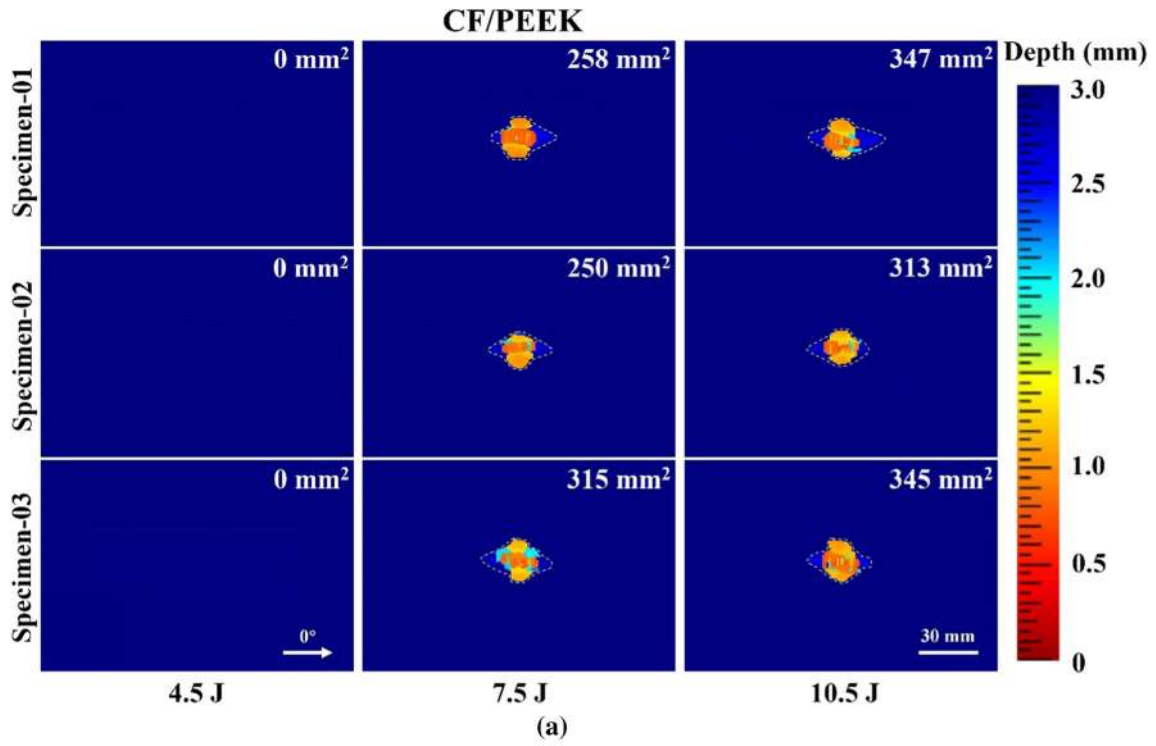 CF/PEEK
Specimen-01
0 mm²
258 mm²
347 mm²
Specimen-02
0 mm²
250 mm²
313 mm²
Specimen-03
0 mm²
315 mm²
345 mm²
0°
30 mm
4.5 J
7.5 J
10.5 J
Depth (mm)
3.0
2.5
2.0
1.5
1.0
0.5
0
(a)